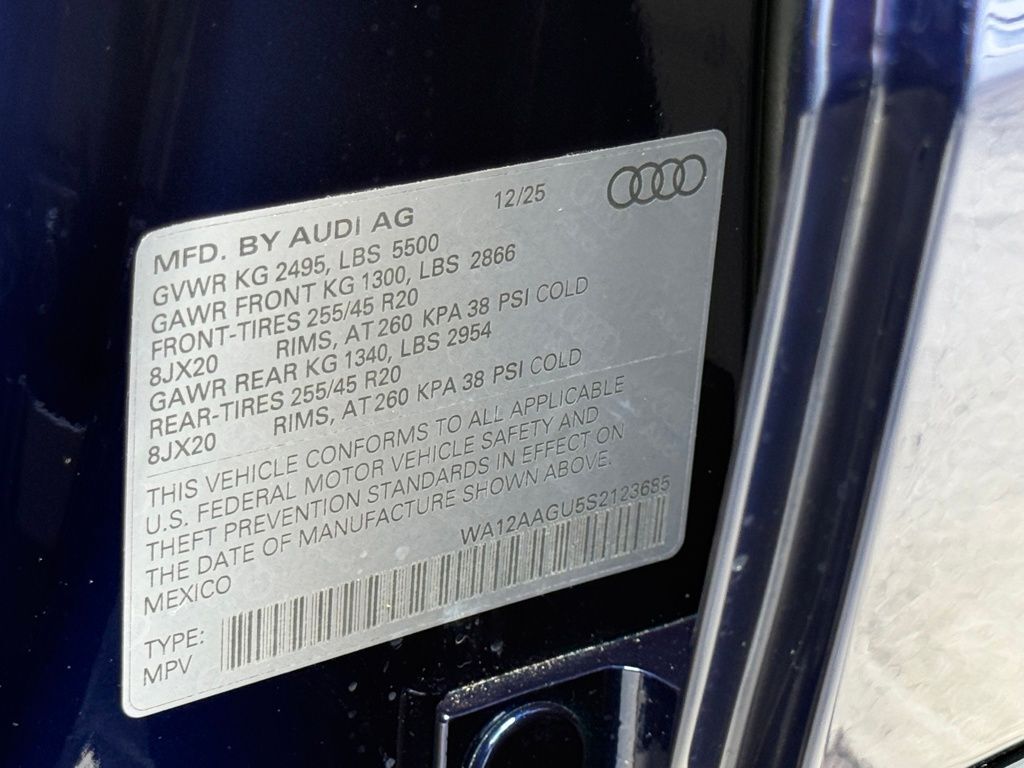 MFD. BY AUDI AG 12/25
GVWR KG 2495, LBS 5500
GAWR FRONT KG 1300, LBS 2866
FRONT-TIRES 255/45 R20
8JX20 RIMS, AT 260 KPA 38 PSI COLD
GAWR REAR KG 1340, LBS 2954
REAR-TIRES 255/45 R20
8JX20 RIMS, AT 260 KPA 38 PSI COLD
THIS VEHICLE CONFORMS TO ALL APPLICABLE
U.S. FEDERAL MOTOR VEHICLE SAFETY AND
THEFT PREVENTION STANDARDS IN EFFECT ON
THE DATE OF MANUFACTURE SHOWN ABOVE.
MEXICO WA12AAGU5S2123685
TYPE:
MPV